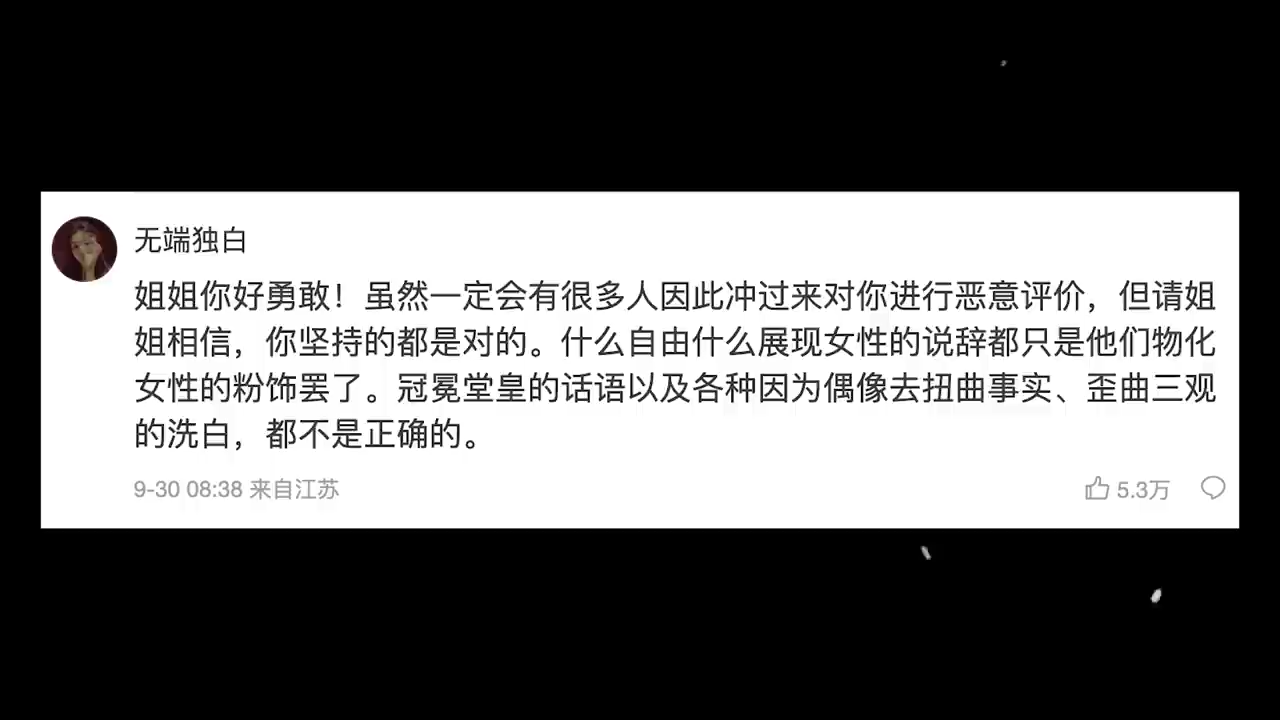 无端独白
姐姐你好勇敢！虽然一定会有很多人因此冲过来对你进行恶意评价，但请姐
姐相信，你坚持的都是对的。什么自由什么展现女性的说辞都只是他们物化
女性的粉饰罢了。冠冕堂皇的话语以及各种因为偶像去扭曲事实、歪曲三观
的洗白，都不是正确的。
9-30 08:38 来自江苏 5.3万